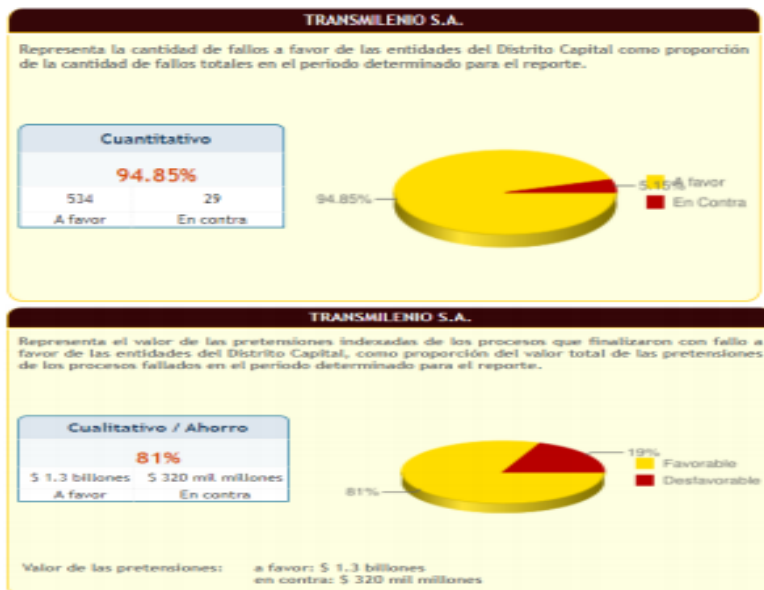 TRANSMILENIO S.A.
Representa la cantidad de fallos a favor de las entidades del Distrito Capital como proporción
de la cantidad de fallos totales en el periodo determinado para el reporte.
Cuantitativo
94.85%
534 29
A favor En contra
94.85%
5.15%
A favor
En Contra
TRANSMILENIO S.A.
Representa el valor de las pretensiones indexadas de los procesos que finalizaron con fallo a
favor de las entidades del Distrito Capital, como proporción del valor total de las pretensiones
de los procesos fallados en el periodo determinado para el reporte.
Cualitativo / Ahorro
81%
$ 1.3 billones $ 320 mil millones
A favor En contra
81%
19%
Favorable
Desfavorable
Valor de las pretensiones: a favor: $ 1.3 billones
en contra: $ 320 mil millones